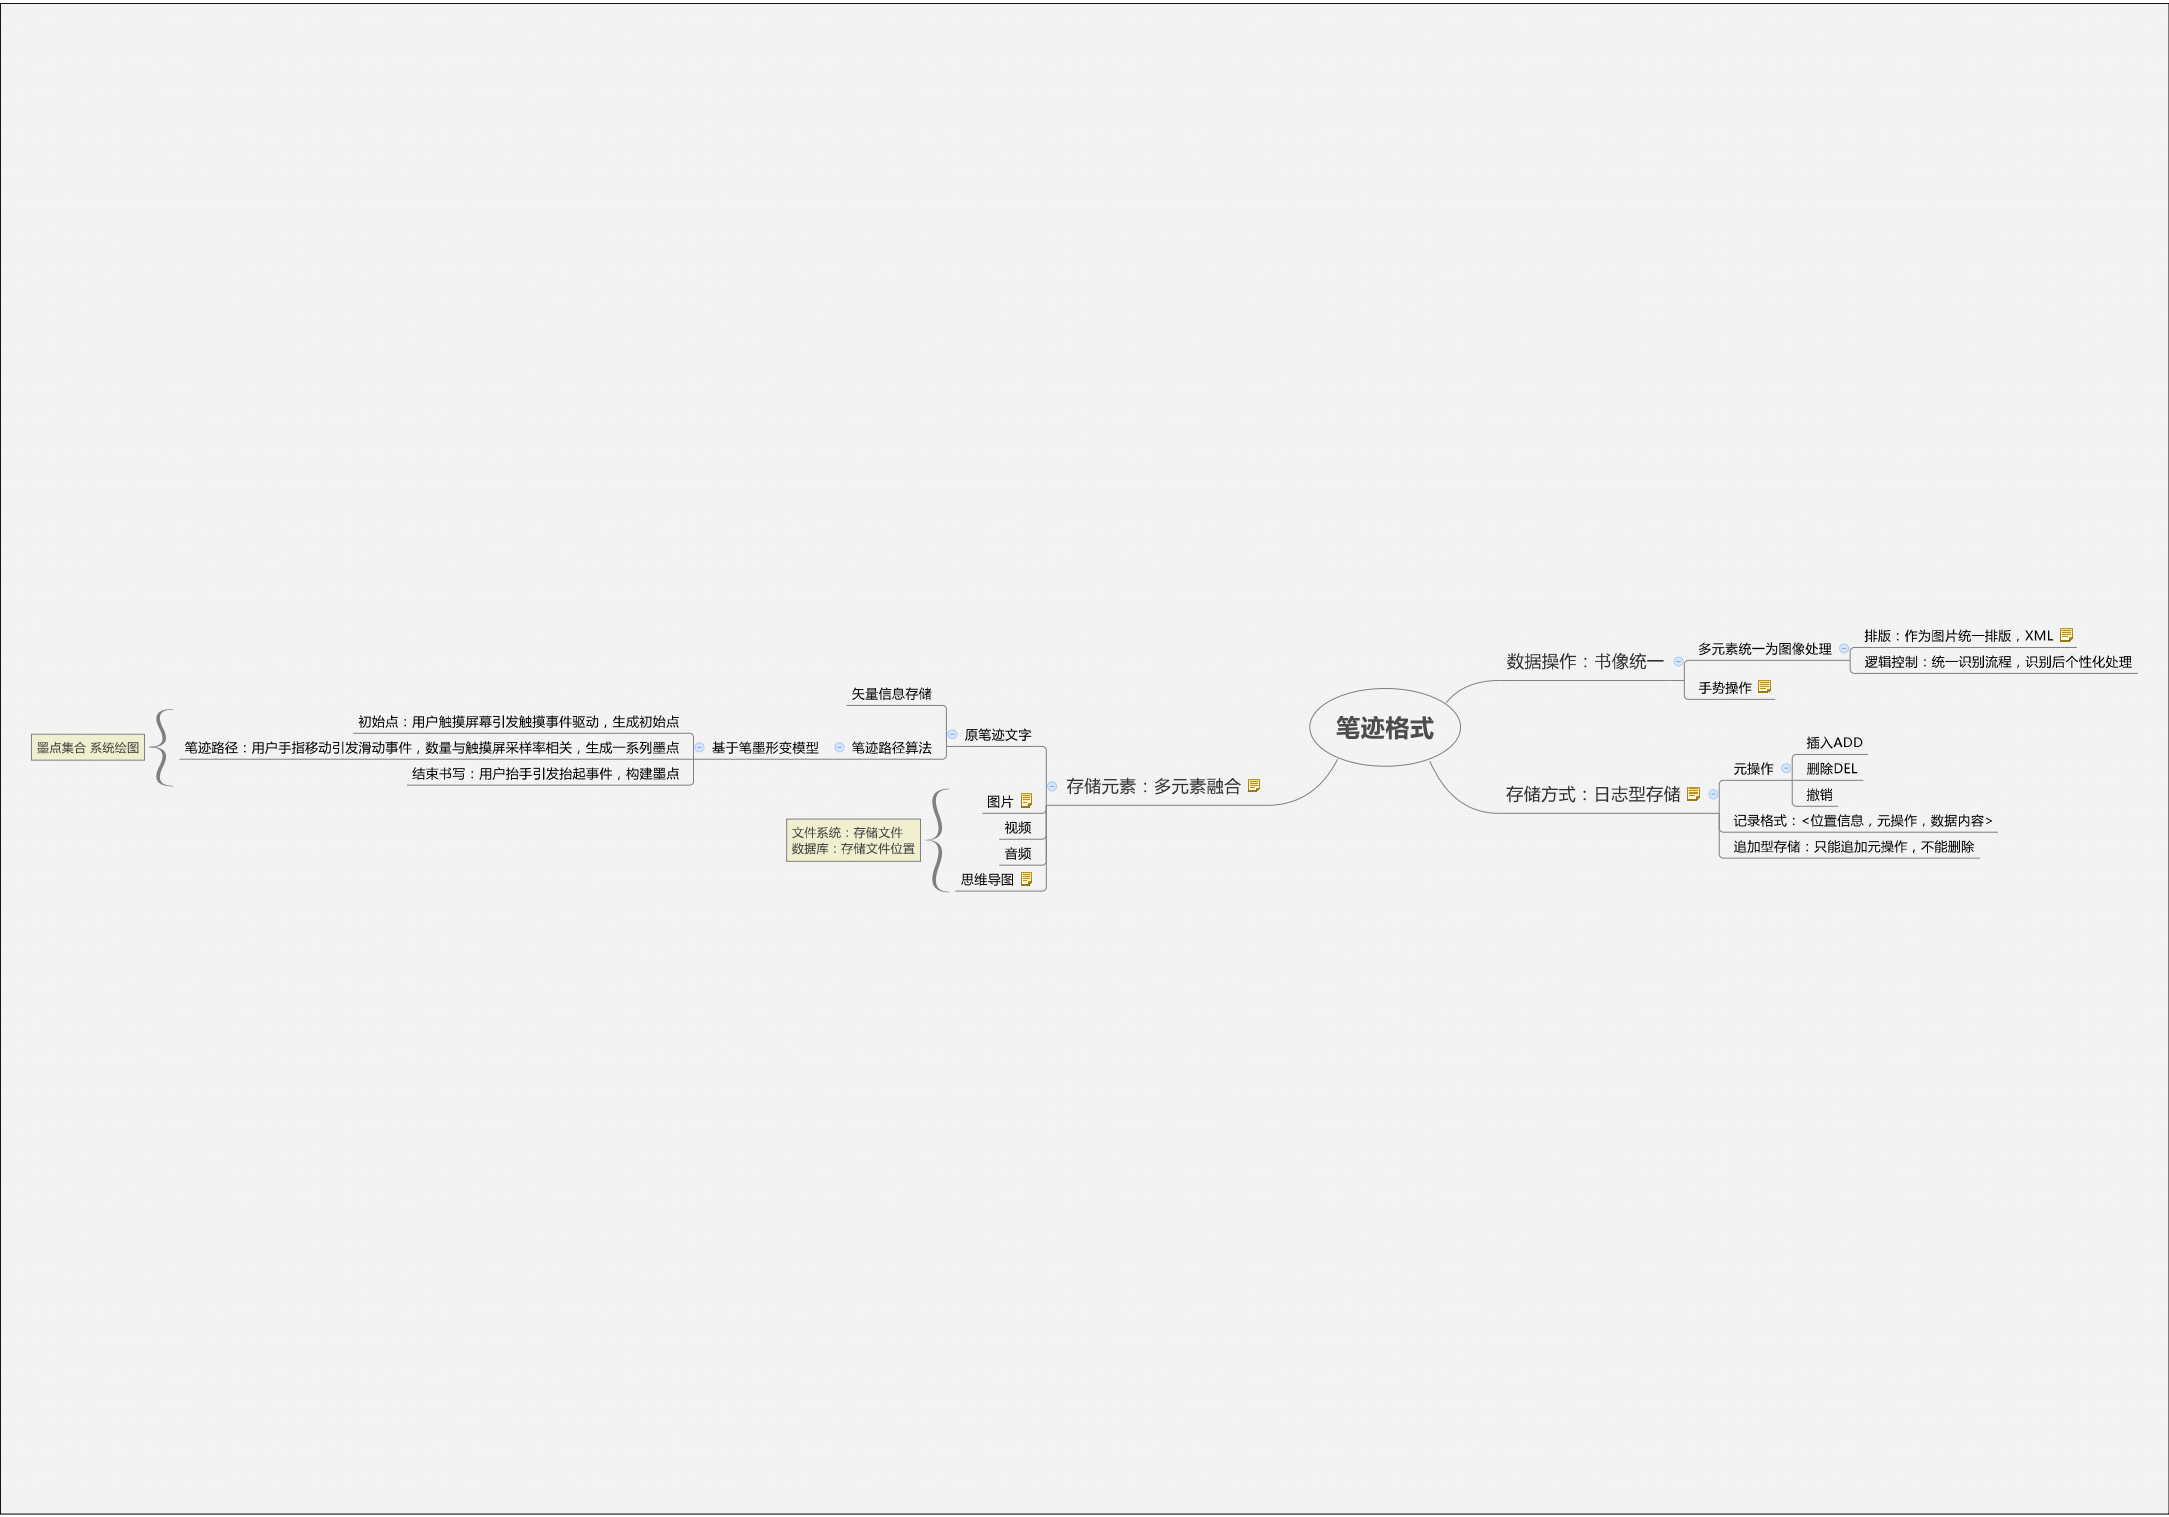 笔迹格式
数据操作：书像统一
多元素统一为图像处理
排版：作为图片统一排版，XML
逻辑控制：统一识别流程，识别后个性化处理
手势操作
存储方式：日志型存储
元操作
插入ADD
删除DEL
撤销
记录格式：<位置信息，元操作，数据内容>
追加型存储：只能追加元操作，不能删除
存储元素：多元素融合
原笔迹文字
矢量信息存储
笔迹路径算法
基于笔墨形变模型
初始点：用户触摸屏幕引发触摸事件驱动，生成初始点
笔迹路径：用户手指移动引发滑动事件，数量与触摸屏采样率相关，生成一系列墨点
结束书写：用户抬手引发抬起事件，构建墨点
墨点集合 系统绘图
图片
视频
音频
思维导图
文件系统：存储文件
数据库：存储文件位置